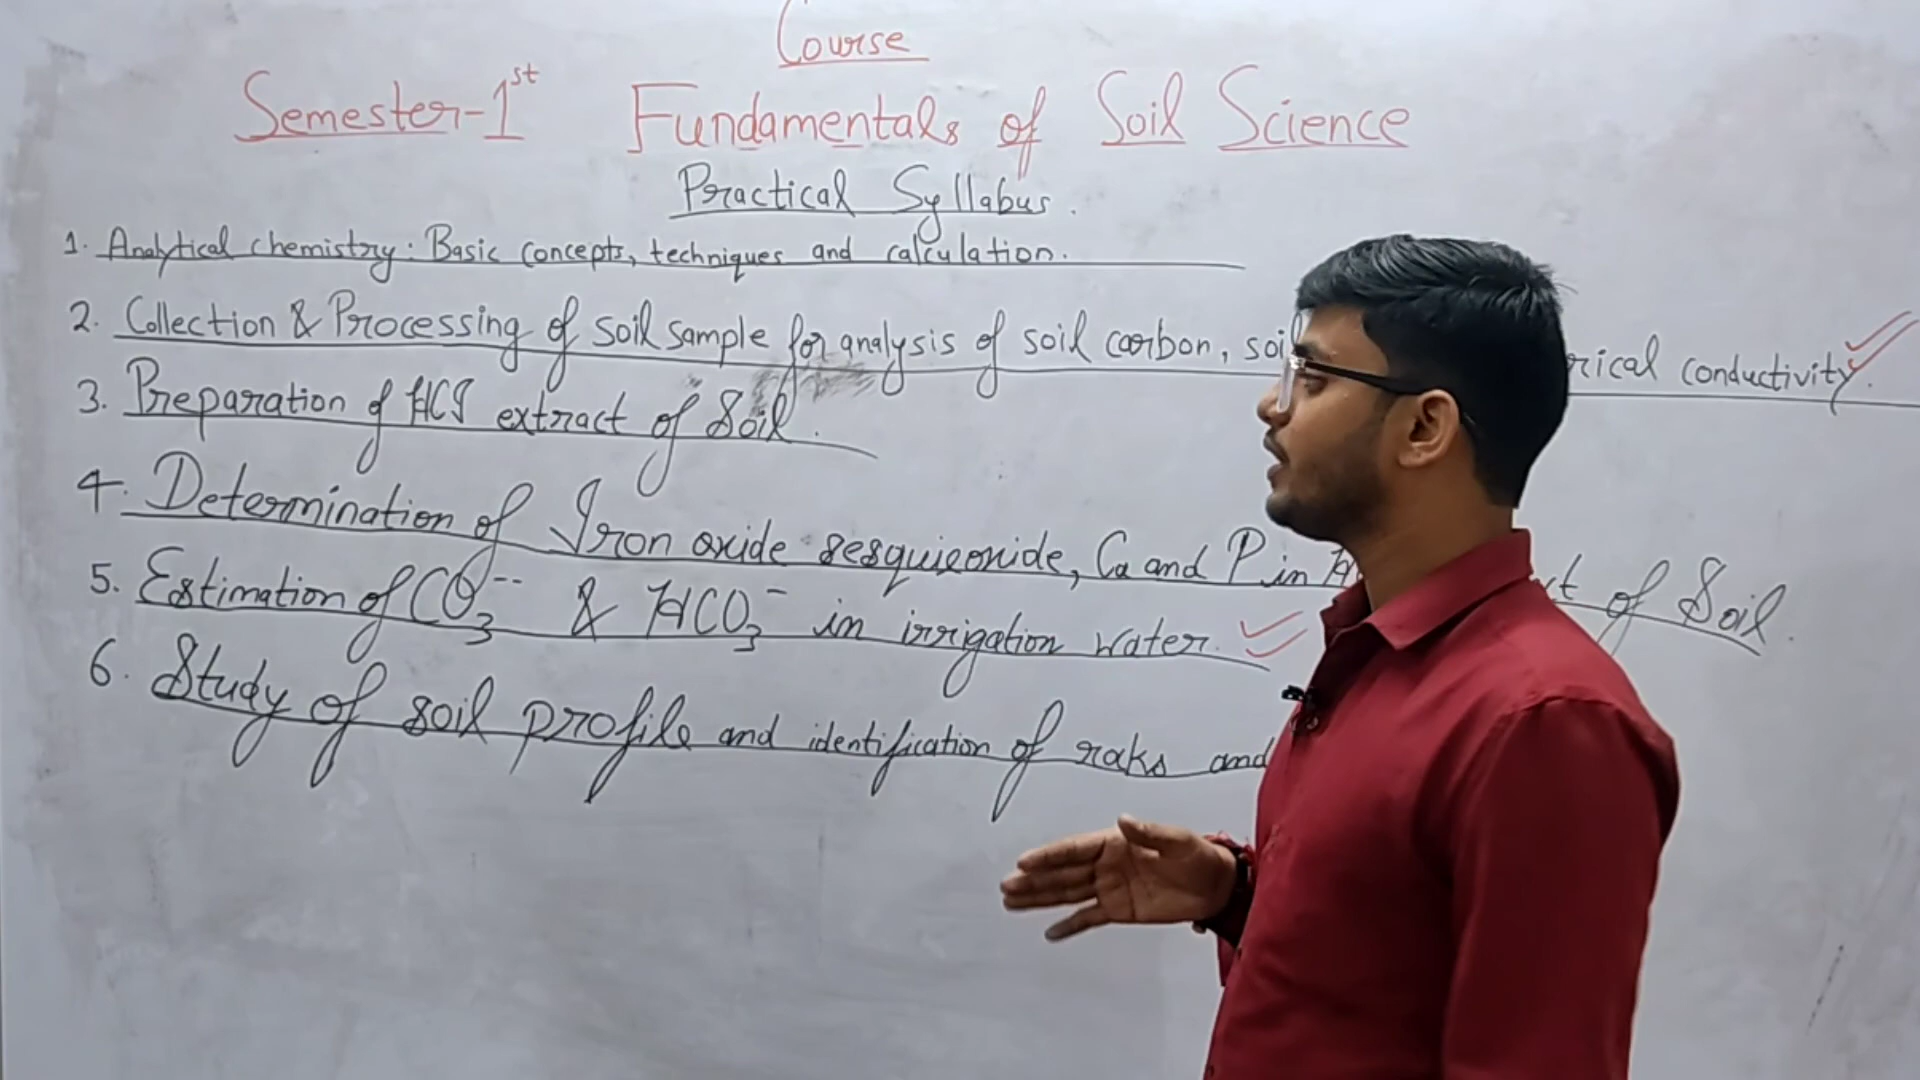 Course
Semester-1st Fundamentals of Soil Science
Practical Syllabus.
1. Analytical chemistry: Basic concepts, techniques and calculation.
2. Collection & Processing of soil sample for analysis of soil carbon, soil rical conductivity.
3. Preparation of HCl extract of Soil.
4. Determination of Iron oxide sesquioxide, Ca and P in H ct of Soil.
5. Estimation of CO3-- & HCO3- in irrigation water.
6. Study of soil profile and identification of roks and